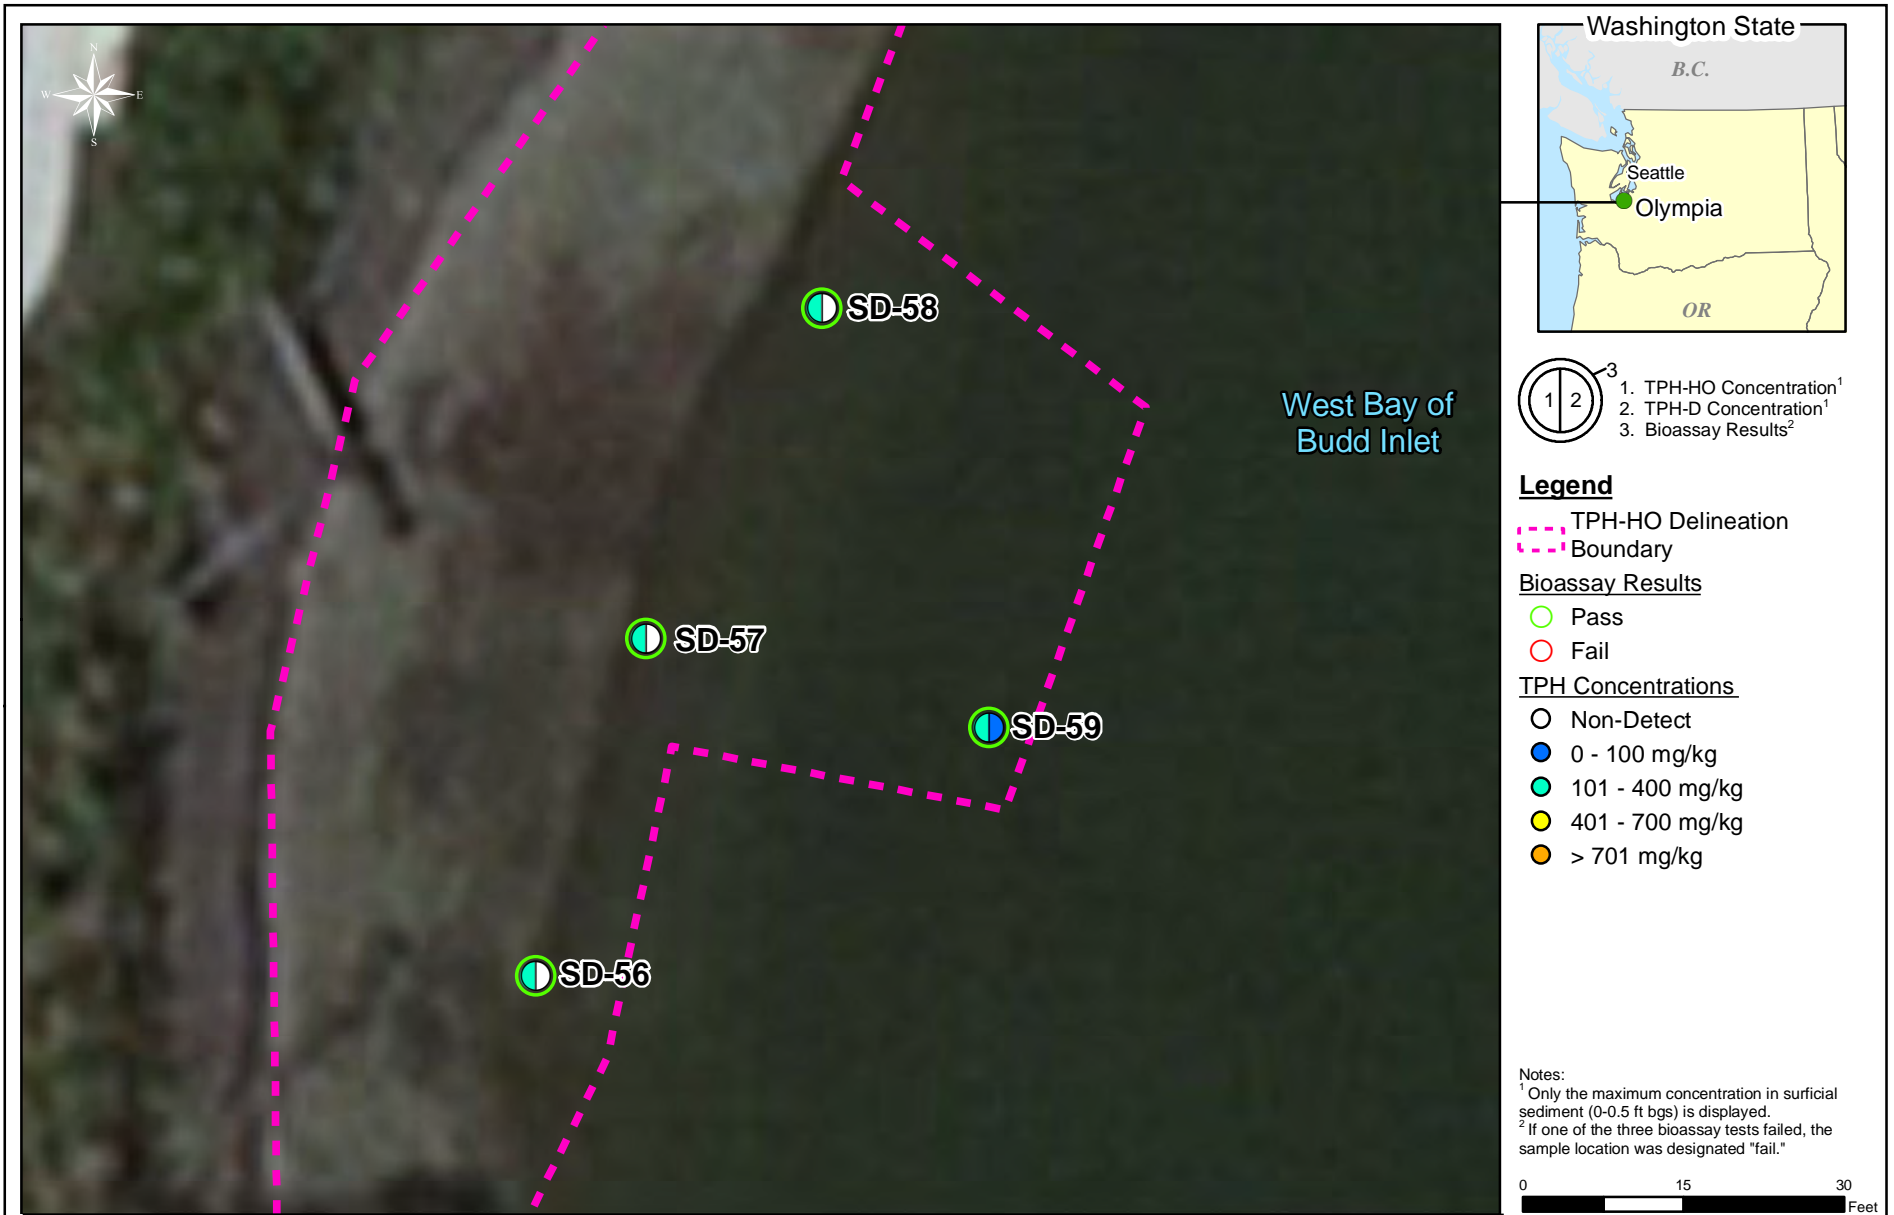 N
W
E
S
SD-58
West Bay of
Budd Inlet
SD-57
SD-59
SD-56
Washington State
B.C.
Seattle
Olympia
OR
1 2
3
1. TPH-HO Concentration¹
2. TPH-D Concentration¹
3. Bioassay Results²
Legend
TPH-HO Delineation
Boundary
Bioassay Results
Pass
Fail
TPH Concentrations
Non-Detect
0 - 100 mg/kg
101 - 400 mg/kg
401 - 700 mg/kg
> 701 mg/kg
Notes:
¹ Only the maximum concentration in surficial
sediment (0-0.5 ft bgs) is displayed.
² If one of the three bioassay tests failed, the
sample location was designated "fail."
0 15 30
Feet